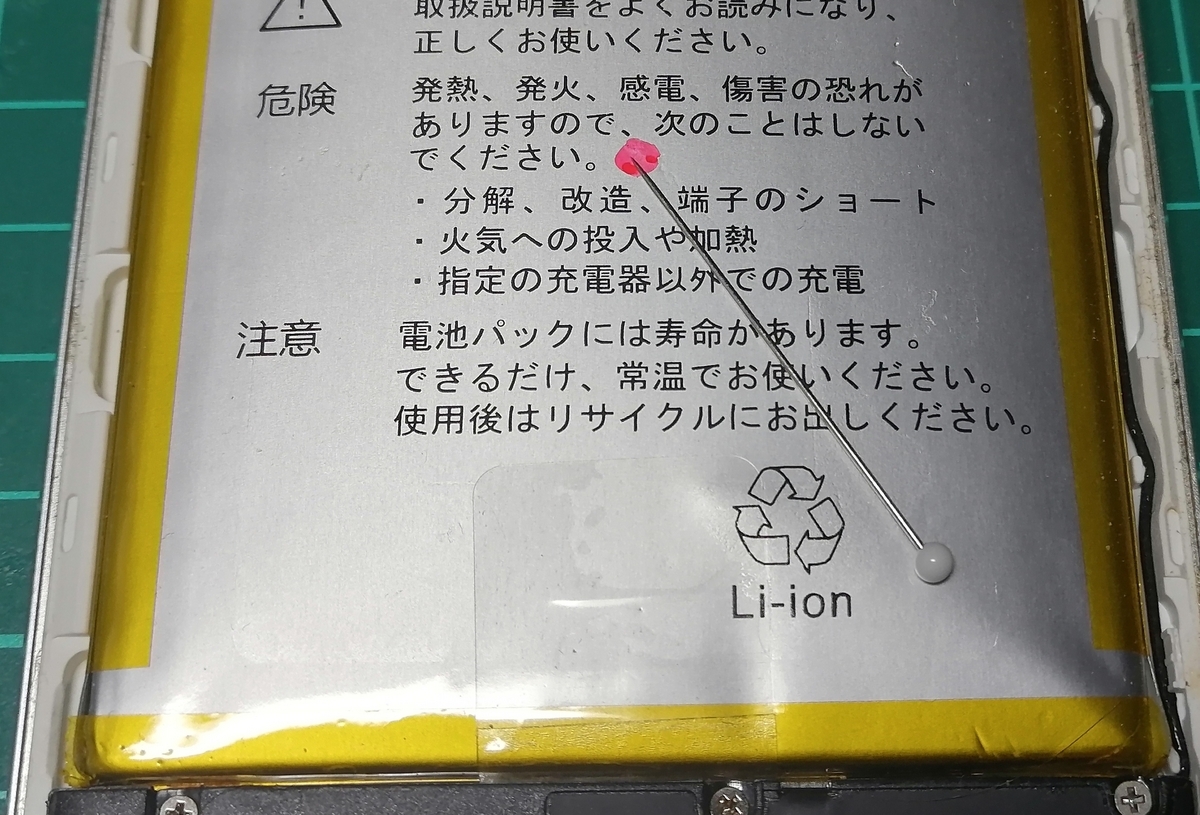 取扱説明書をよくお読みになり、
正しくお使いください。
危険
発熱、発火、感電、傷害の恐れが
ありますので、次のことはしない
でください。
・分解、改造、端子のショート
・火気への投入や加熱
・指定の充電器以外での充電
注意
電池パックには寿命があります。
できるだけ、常温でお使いください。
使用後はリサイクルにお出しください。
Li-ion